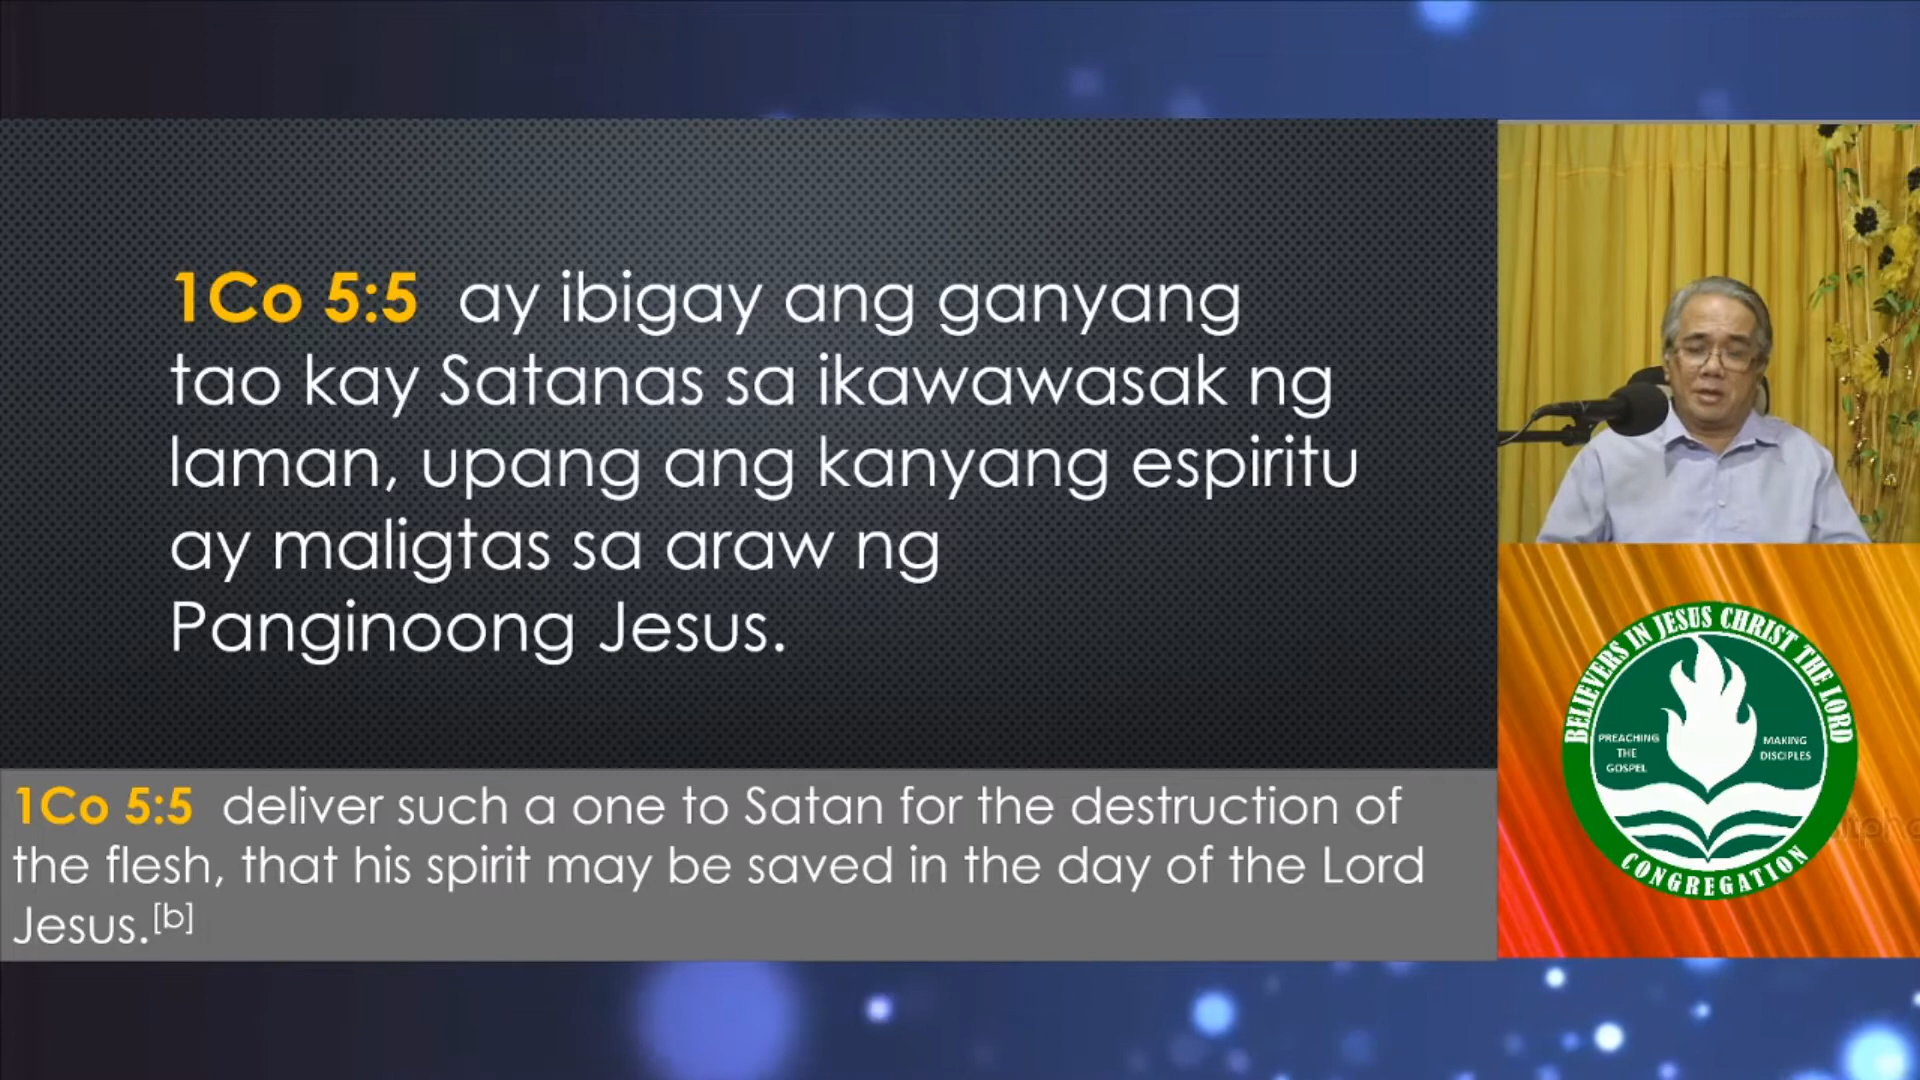 1Co 5:5 ay ibigay ang ganyang
tao kay Satanas sa ikawawasak ng
laman, upang ang kanyang espiritu
ay maligtas sa araw ng
Panginoong Jesus.
1Co 5:5 deliver such a one to Satan for the destruction of
the flesh, that his spirit may be saved in the day of the Lord
Jesus.[b]
BELIEVERS IN JESUS CHRIST THE LORD
PREACHING
THE
GOSPEL
MAKING
DISCIPLES
CONGREGATION